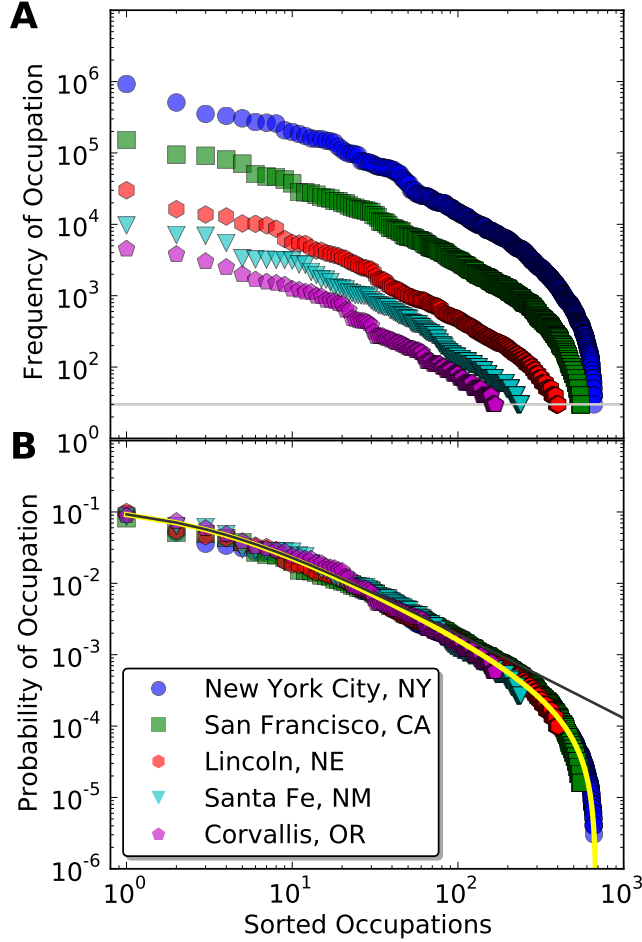 A
Frequency of Occupation
10^6
10^5
10^4
10^3
10^2
10^0
B
Probability of Occupation
10^0
10^-1
10^-2
10^-3
10^-4
10^-5
10^-6
New York City, NY
San Francisco, CA
Lincoln, NE
Santa Fe, NM
Corvallis, OR
10^0 10^1 10^2 10^3
Sorted Occupations